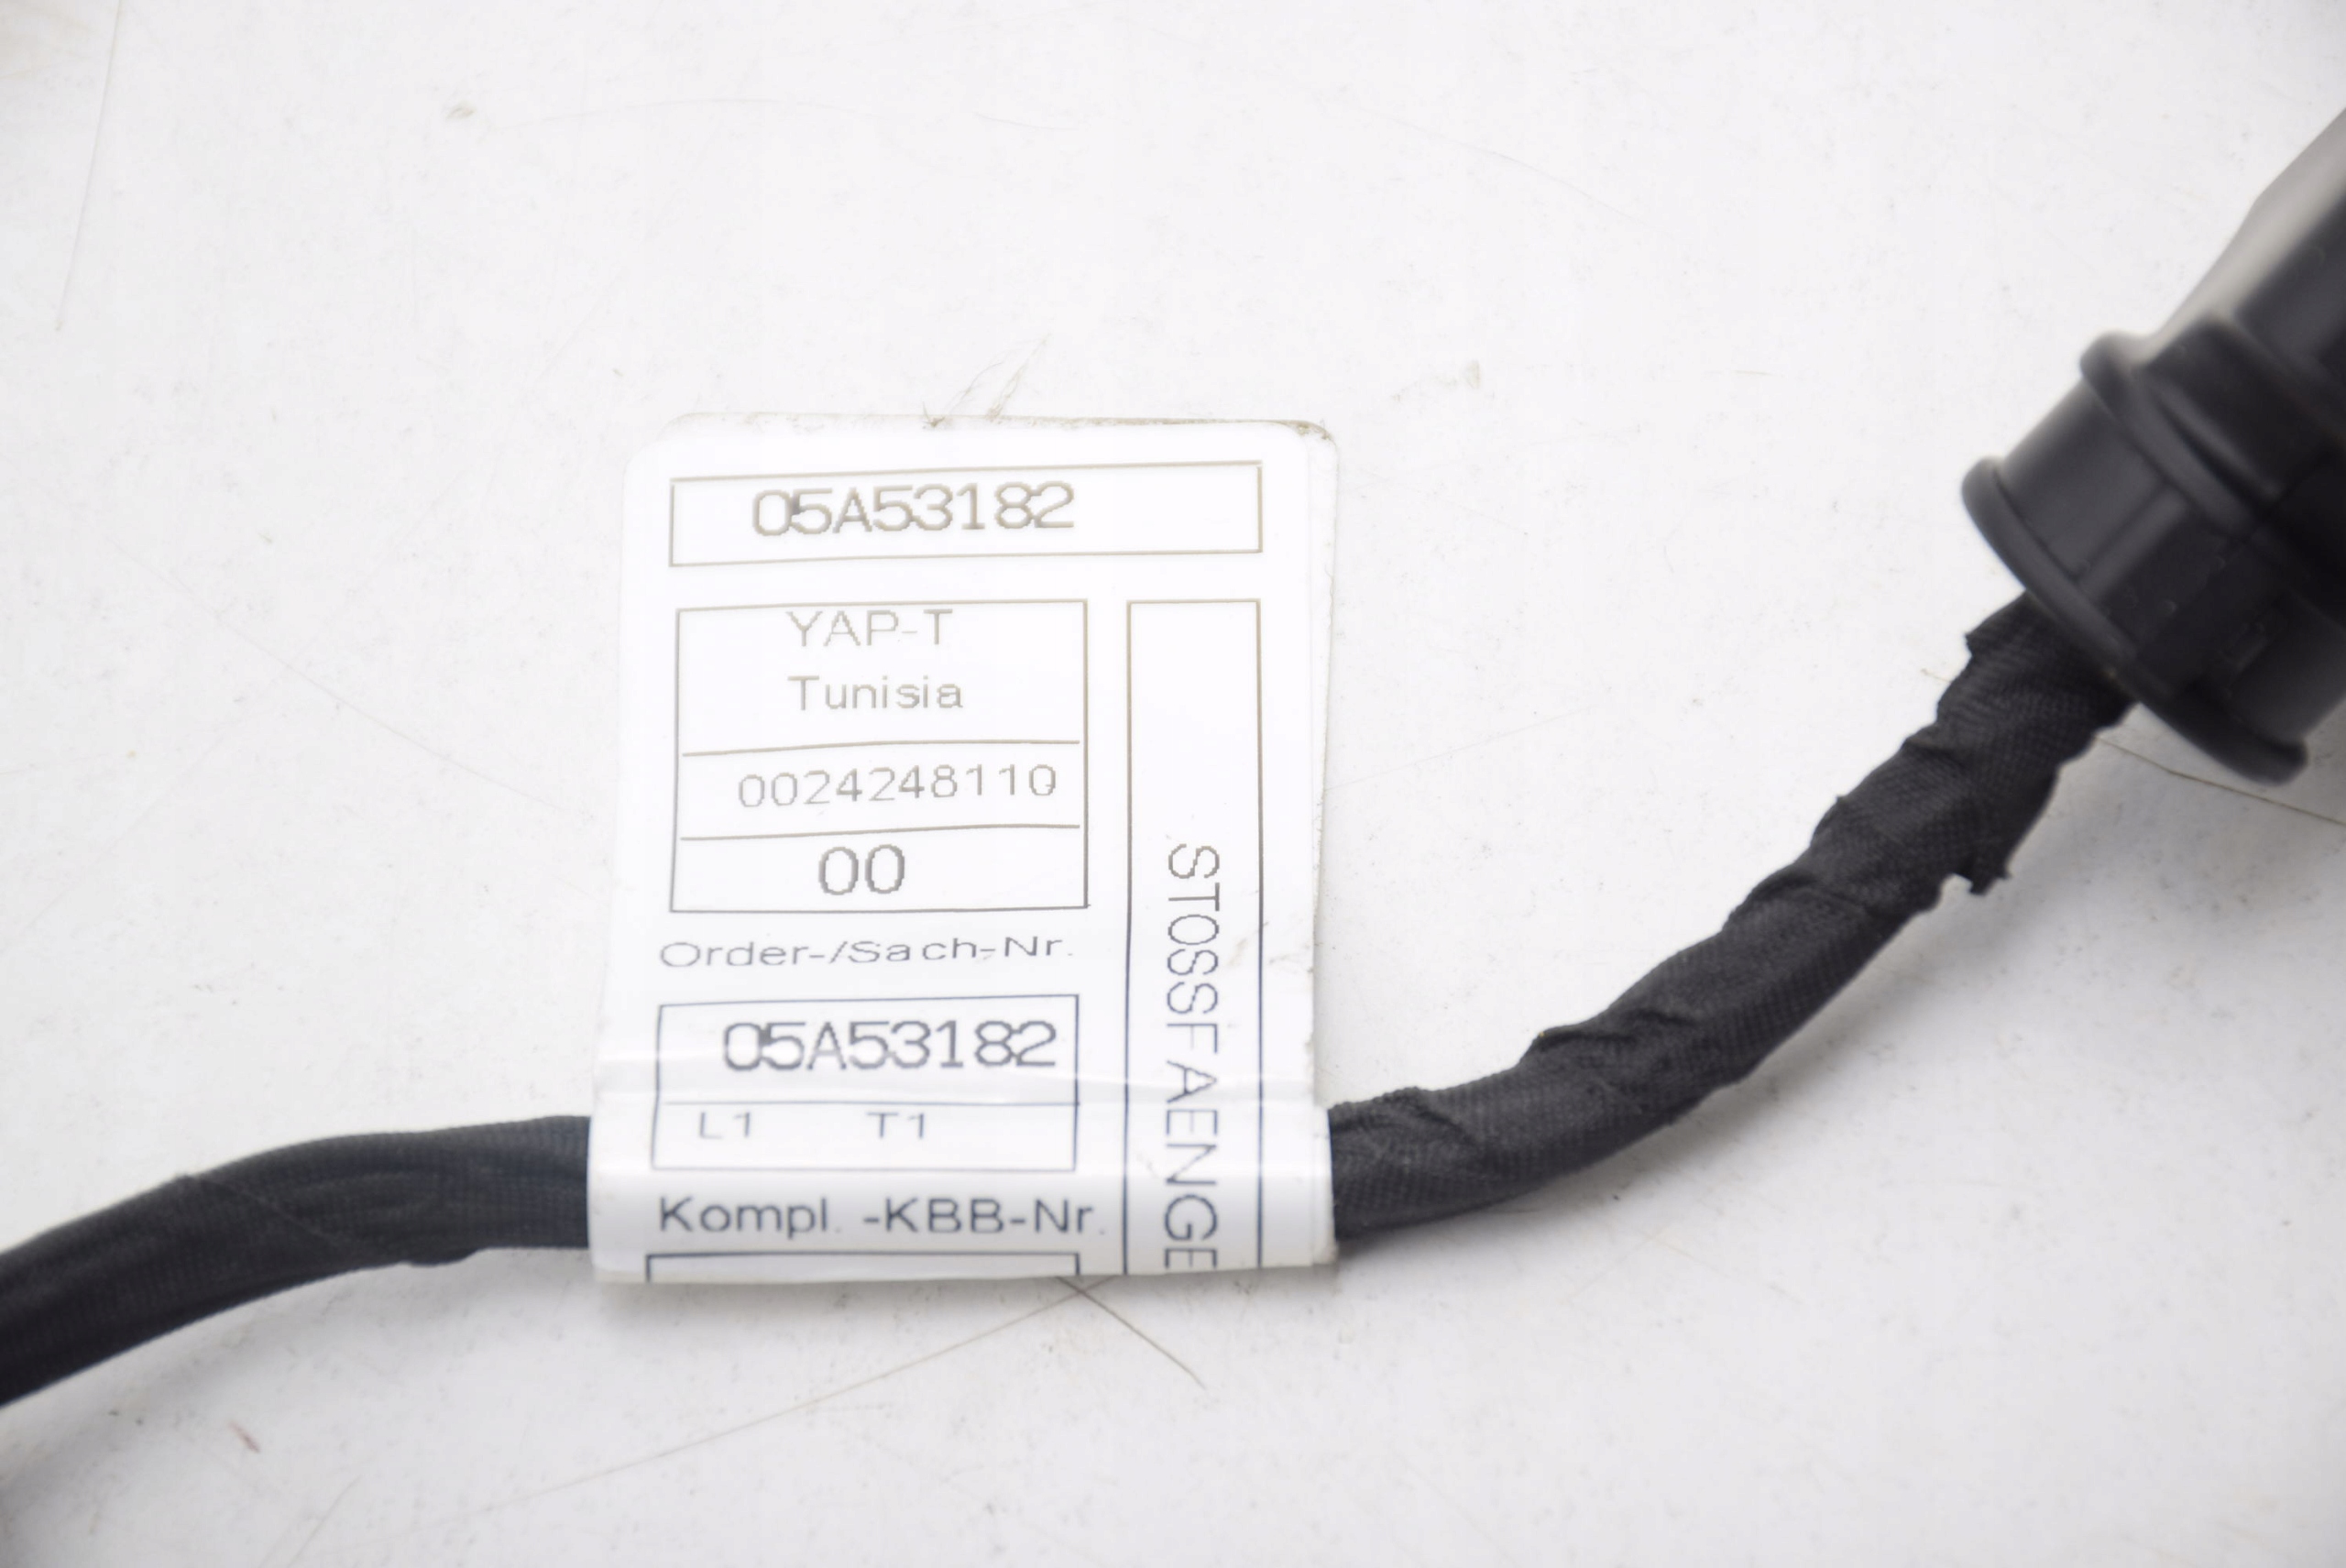 05A53182
YAP-T
Tunisia
0024248110
00
Order-/Sach-Nr.
05A53182
L1 T1
Kompl.-KBB-Nr.
STOSSFAENGE